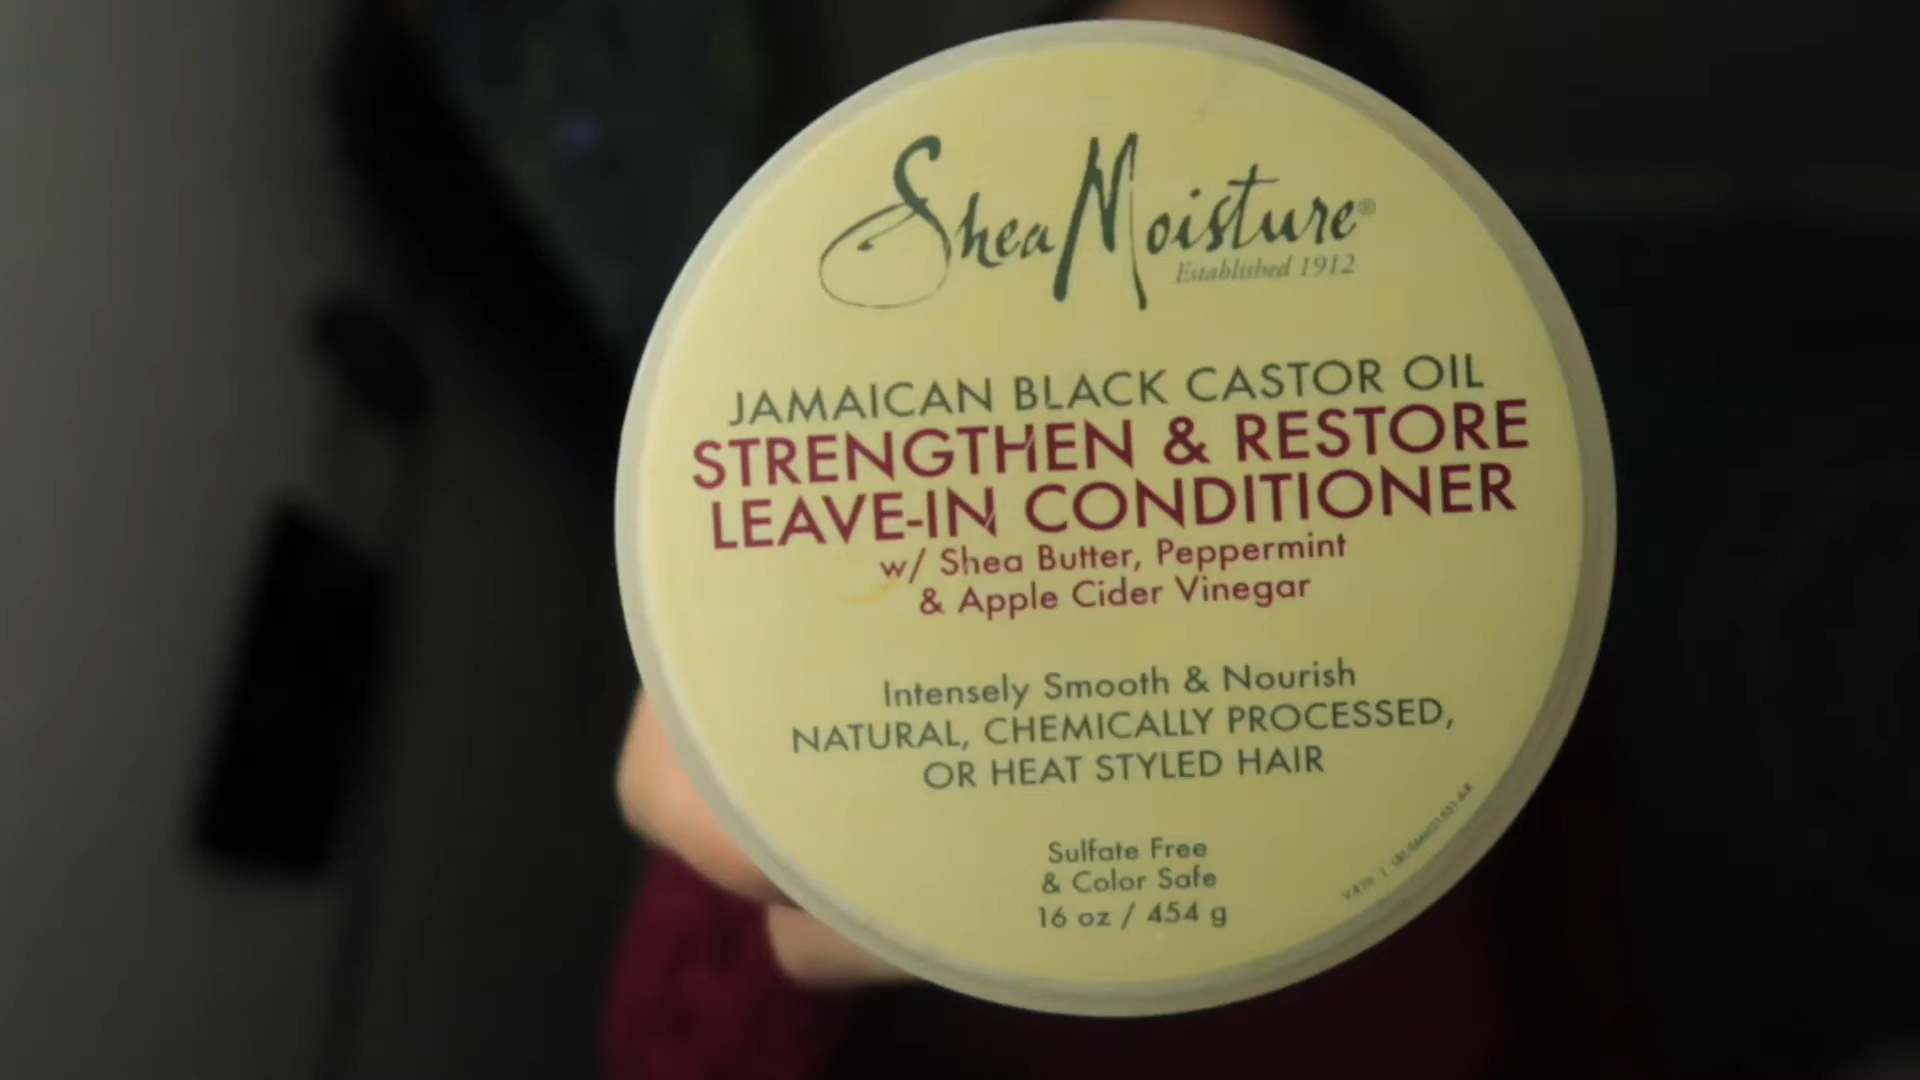 SheaMoisture®
Established 1912
JAMAICAN BLACK CASTOR OIL
STRENGTHEN & RESTORE
LEAVE-IN CONDITIONER
w/ Shea Butter, Peppermint
& Apple Cider Vinegar
Intensely Smooth & Nourish
NATURAL, CHEMICALLY PROCESSED,
OR HEAT STYLED HAIR
Sulfate Free
& Color Safe
16 oz / 454 g